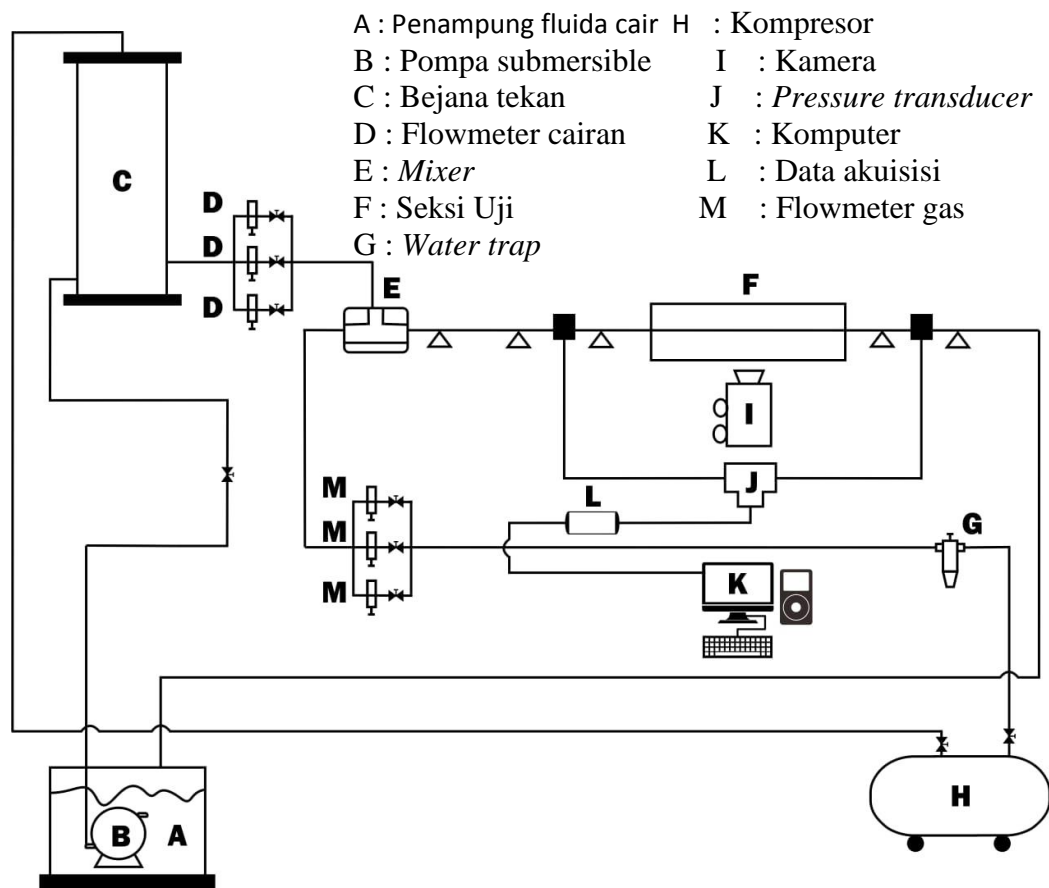 A : Penampung fluida cair H : Kompresor
B : Pompa submersible I : Kamera
C : Bejana tekan J : Pressure transducer
D : Flowmeter cairan K : Komputer
E : Mixer L : Data akuisisi
F : Seksi Uji M : Flowmeter gas
G : Water trap
C
D
D
D
E
F
I
J
L
M
M
M
G
K
H
B
A